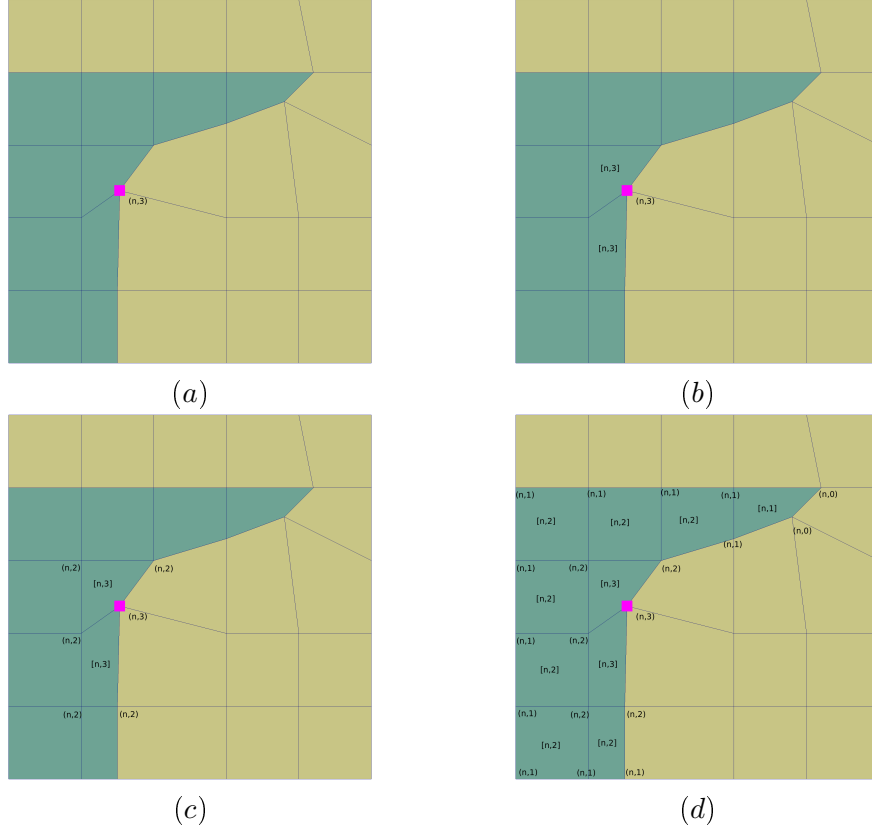 (n,3)
(a)
[n,3]
(n,3)
[n,3]
(b)
(n,2) (n,2)
[n,3]
(n,3)
(n,2)
[n,3]
(n,2) (n,2)
(c)
(n,1) (n,1) (n,1) (n,1) (n,0)
[n,1]
[n,2] [n,2] [n,2]
(n,0)
(n,1)
(n,1) (n,2) (n,2)
[n,3]
[n,2]
(n,3)
(n,1) (n,2)
[n,3]
[n,2]
(n,1) (n,2) (n,2)
[n,2] [n,2]
(n,1) (n,1) (n,1)
(d)